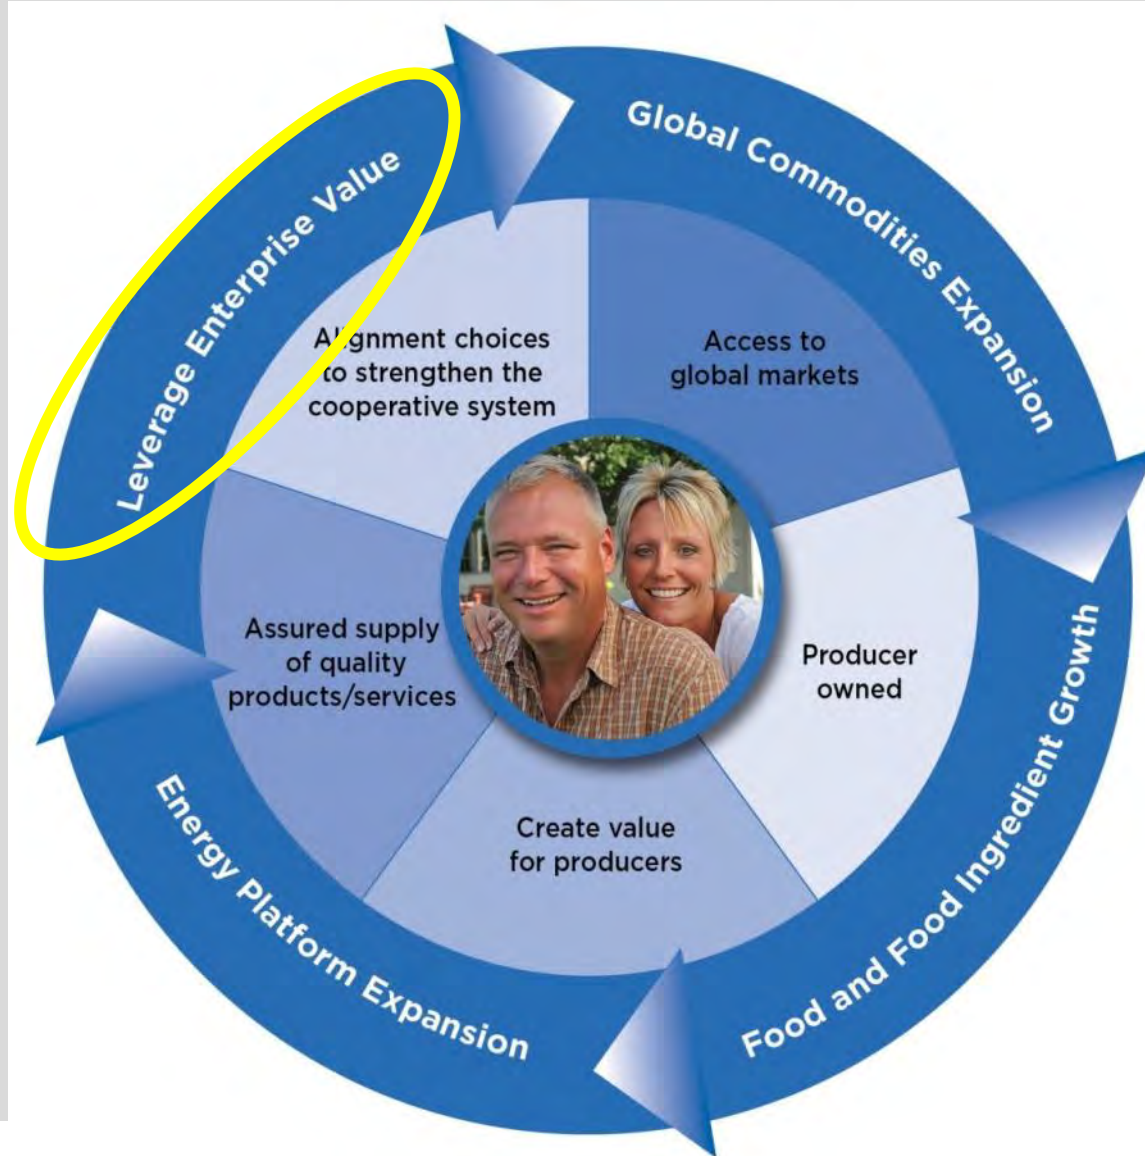 Global Commodities Expansion
Food and Food Ingredient Growth
Energy Platform Expansion
Leverage Enterprise Value
Access to
global markets
Producer
owned
Create value
for producers
Assured supply
of quality
products/services
Alignment choices
to strengthen the
cooperative system